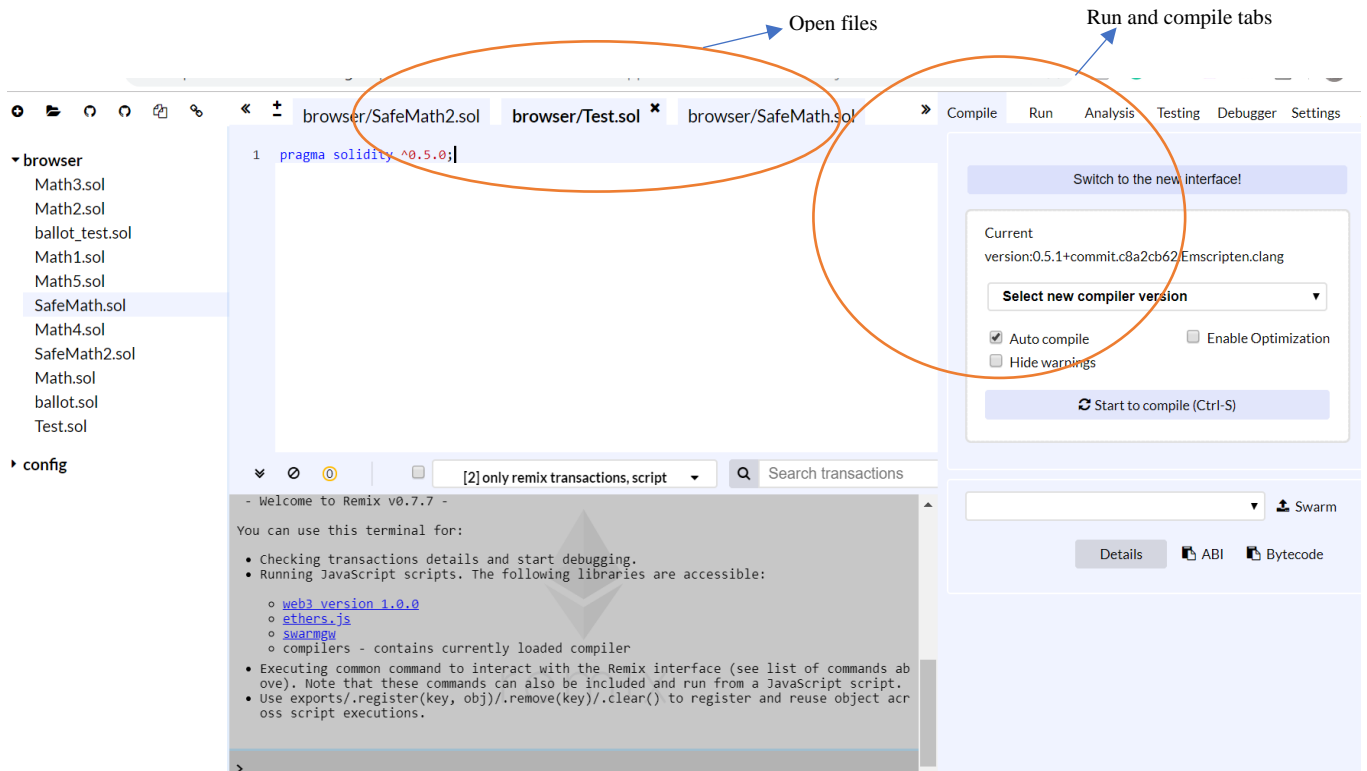 Open files
Run and compile tabs
browser/SafeMath2.sol browser/Test.sol × browser/SafeMath.sol
Compile Run Analysis Testing Debugger Settings
browser
Math3.sol
Math2.sol
ballot_test.sol
Math1.sol
Math5.sol
SafeMath.sol
Math4.sol
SafeMath2.sol
Math.sol
ballot.sol
Test.sol
config
1 pragma solidity ^0.5.0;
Switch to the new interface!
Current
version:0.5.1+commit.c8a2cb62.Emscripten.clang
Select new compiler version
Auto compile Enable Optimization
Hide warnings
Start to compile (Ctrl-S)
Swarm
Details ABI Bytecode
0 [2] only remix transactions, script Search transactions
- Welcome to Remix v0.7.7 -
You can use this terminal for:
• Checking transactions details and start debugging.
• Running JavaScript scripts. The following libraries are accessible:
○ web3 version 1.0.0
○ ethers.js
○ swarmgw
○ compilers - contains currently loaded compiler
• Executing common command to interact with the Remix interface (see list of commands ab
ove). Note that these commands can also be included and run from a JavaScript script.
• Use exports/.register(key, obj)/.remove(key)/.clear() to register and reuse object acr
oss script executions.
>